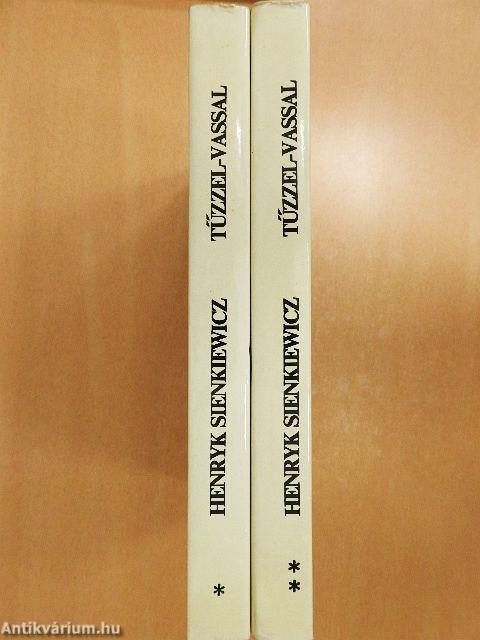 * HENRYK SIENKIEWICZ TŰZZEL-VASSAL
** HENRYK SIENKIEWICZ TŰZZEL-VASSAL
Antikvárium.hu